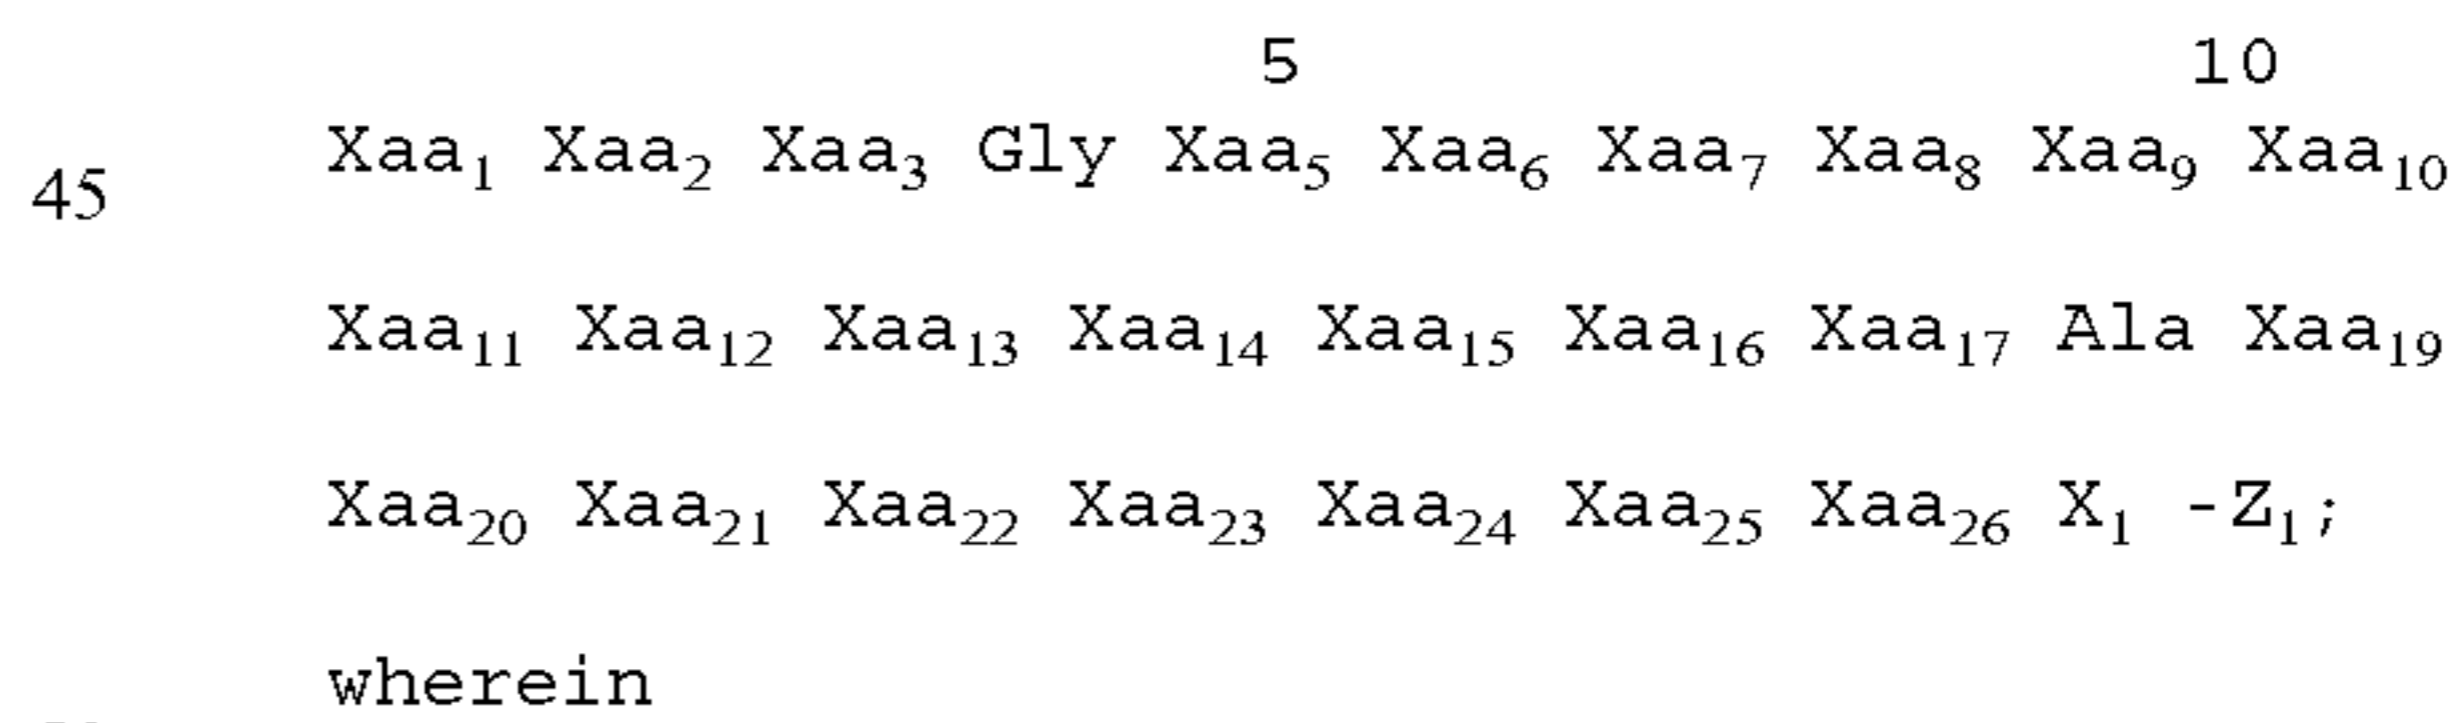 5 10
45 Xaa₁ Xaa₂ Xaa₃ Gly Xaa₅ Xaa₆ Xaa₇ Xaa₈ Xaa₉ Xaa₁₀
Xaa₁₁ Xaa₁₂ Xaa₁₃ Xaa₁₄ Xaa₁₅ Xaa₁₆ Xaa₁₇ Ala Xaa₁₉
Xaa₂₀ Xaa₂₁ Xaa₂₂ Xaa₂₃ Xaa₂₄ Xaa₂₅ Xaa₂₆ X₁ -Z₁;
wherein